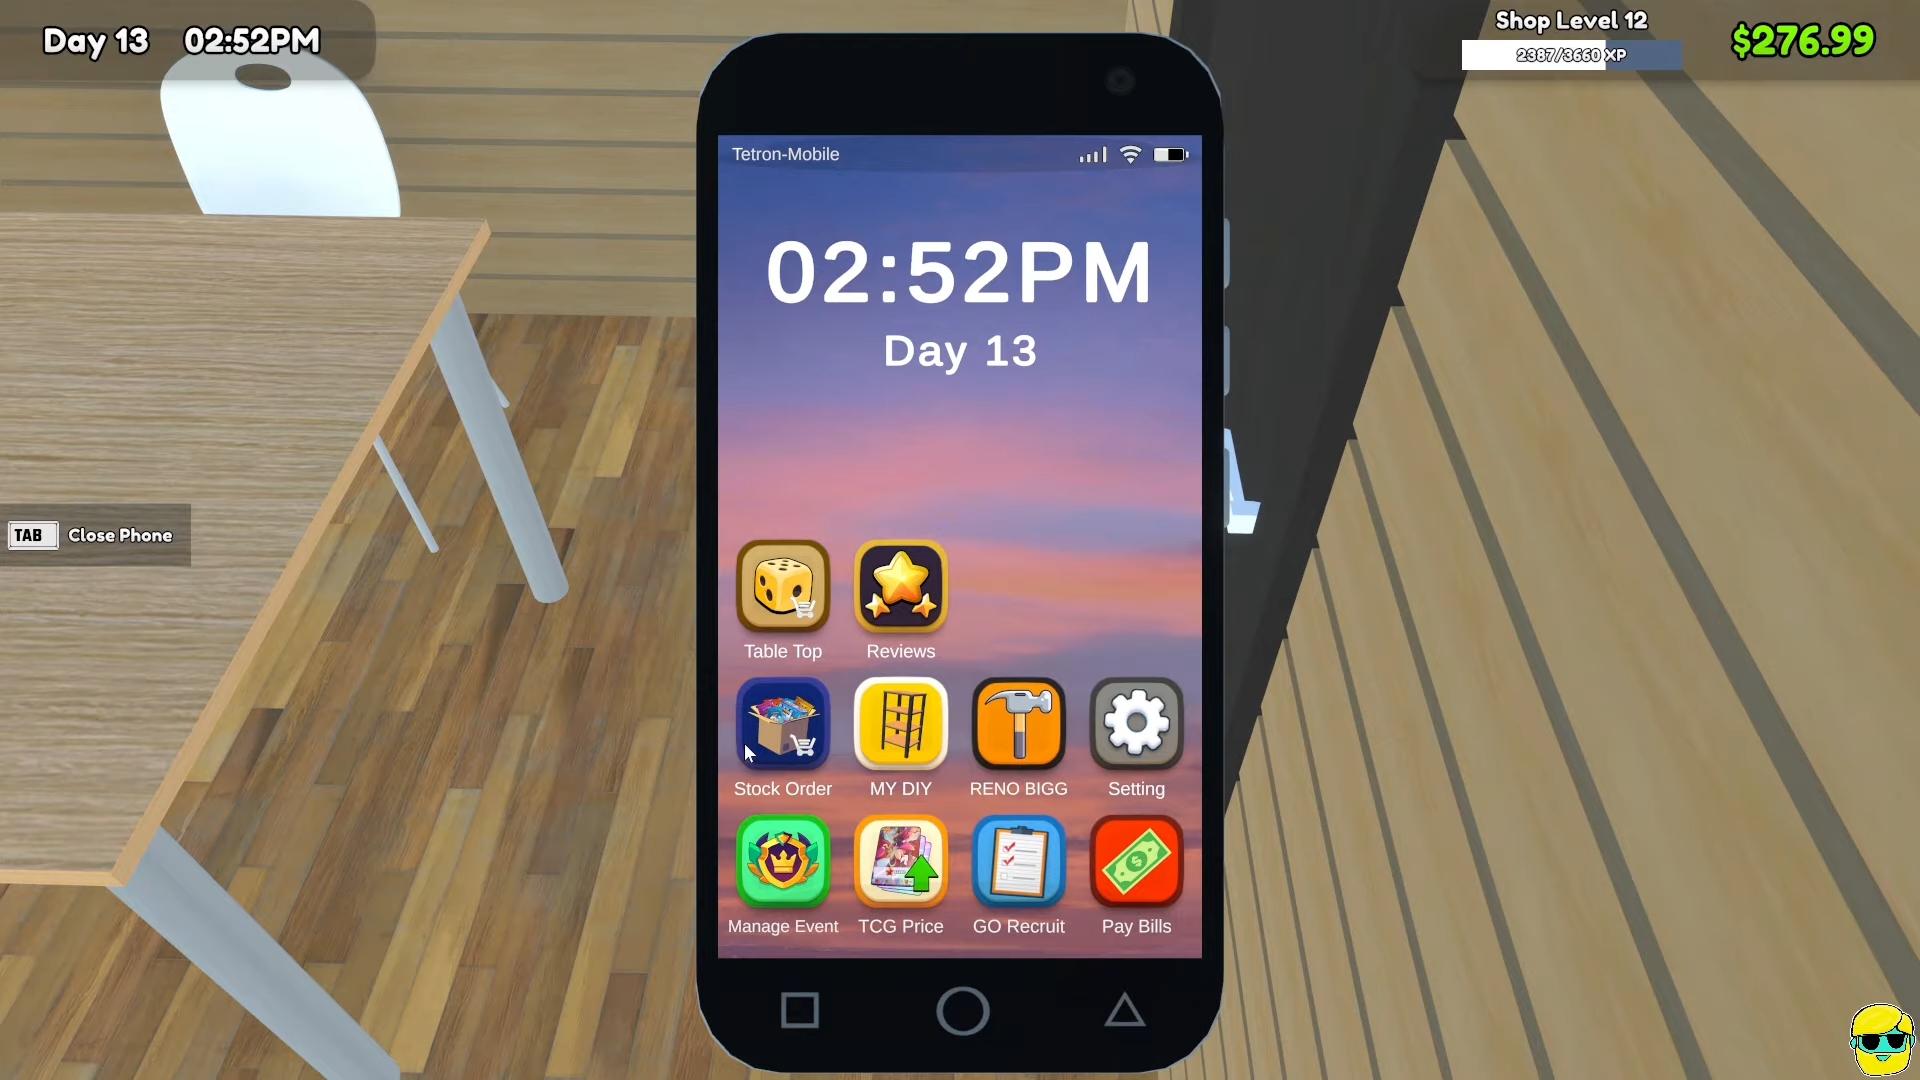 Day 13 02:52PM
Shop Level 12
2387/3660 XP
$276.99
Tetron-Mobile
02:52PM
Day 13
TAB Close Phone
Table Top Reviews
Stock Order MY DIY RENO BIGG Setting
Manage Event TCG Price GO Recruit Pay Bills